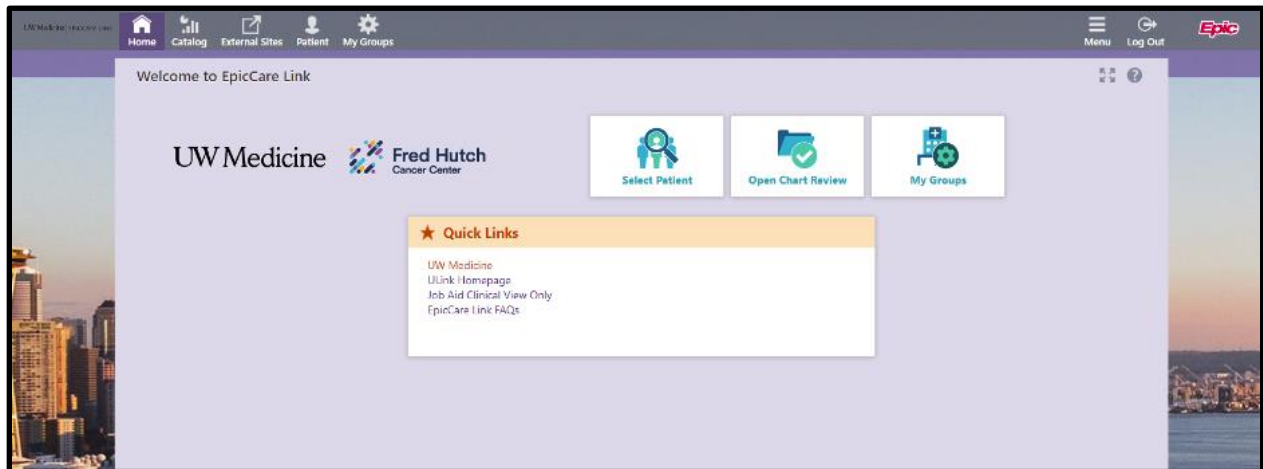 UW Medicine
Home
Catalog
External Sites
Patient
My Groups
Menu
Log Out
Epic
Welcome to EpicCare Link
UW Medicine
Fred Hutch
Cancer Center
Select Patient
Open Chart Review
My Groups
Quick Links
UW Medicine
ULink Homepage
Job Aid Clinical View Only
EpicCare Link FAQs